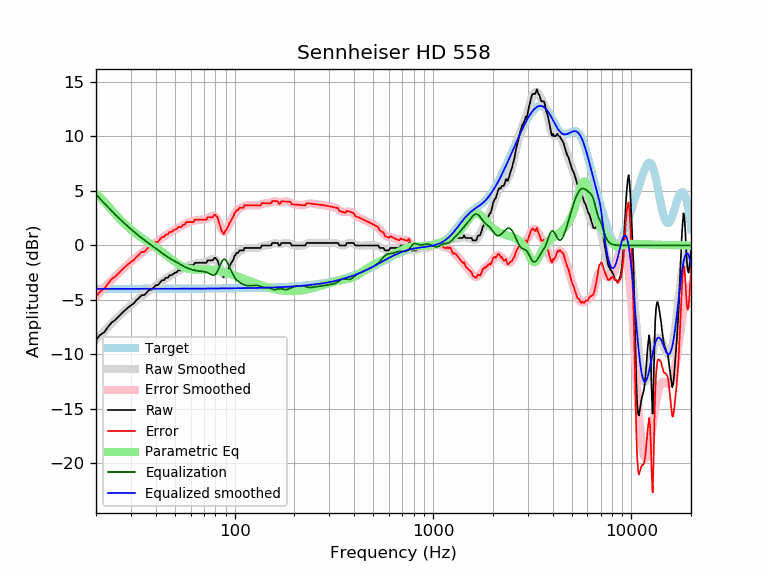 Sennheiser HD 558
Amplitude (dBr)
15
10
5
0
−5
−10
−15
−20
Target
Raw Smoothed
Error Smoothed
Raw
Error
Parametric Eq
Equalization
Equalized smoothed
100
1000
10000
Frequency (Hz)